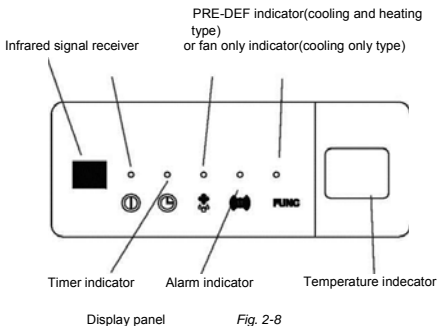 PRE-DEF indicator(cooling and heating
type)
Infrared signal receiver
or fan only indicator(cooling only type)
FUNC
Timer indicator
Alarm indicator
Temperature indecator
Display panel
Fig. 2-8